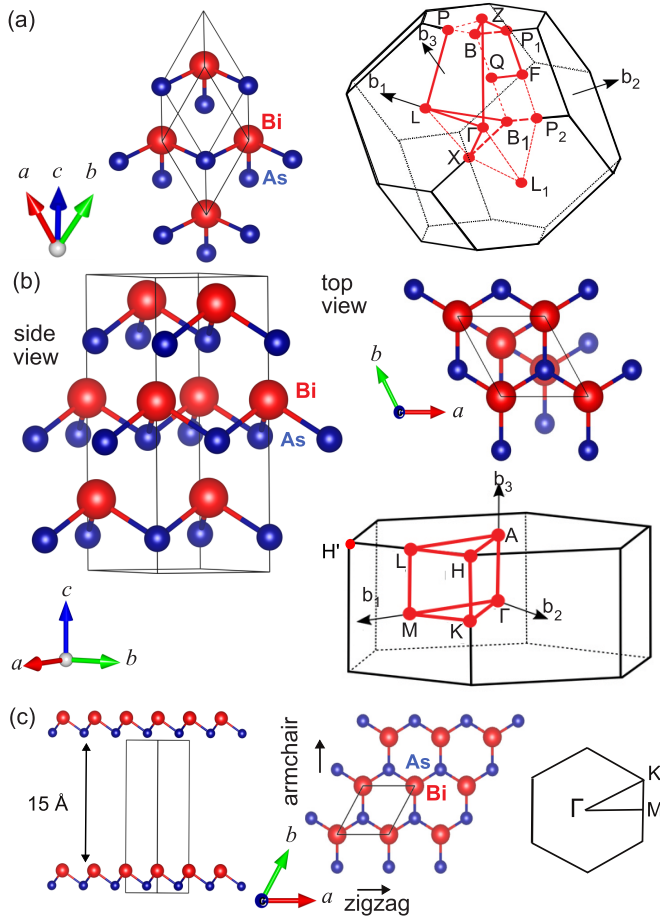 (a)
P
Z
b₃
B
P₁
Q
F
b₁
b₂
L
Γ
B₁
P₂
X
L₁
Bi
As
a
c
b
(b)
side
view
top
view
Bi
As
b
a
b₃
A
H'
L
H
b₁
Γ
b₂
M
K
c
a
b
(c)
15 Å
armchair
As
Bi
b
a
zigzag
K
Γ
M